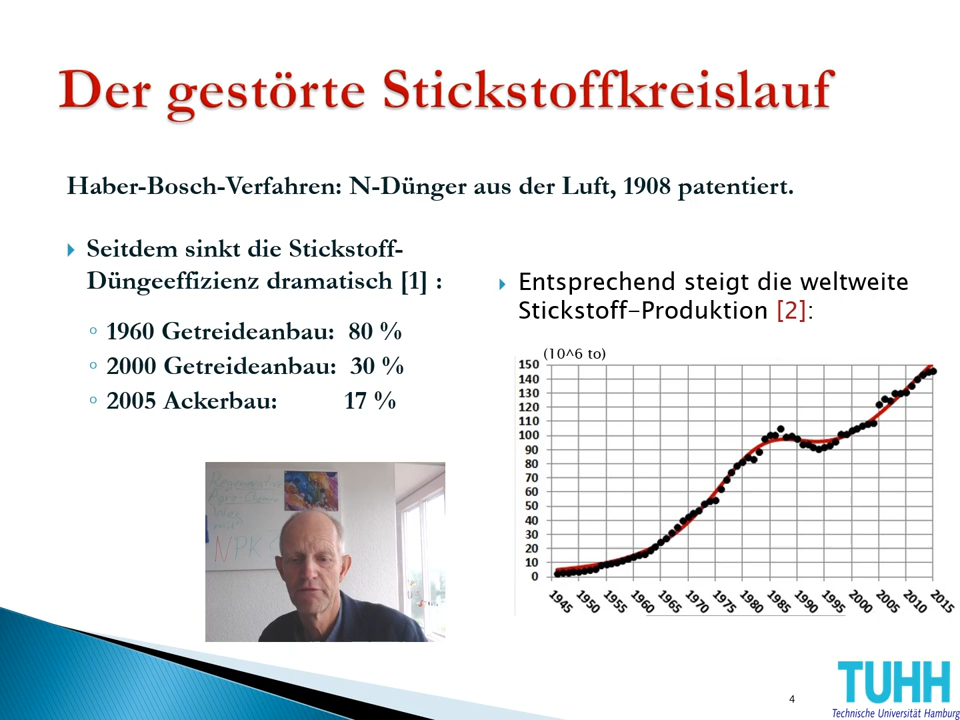 Der gestörte Stickstoffkreislauf
Haber-Bosch-Verfahren: N-Dünger aus der Luft, 1908 patentiert.
Seitdem sinkt die Stickstoff-
Düngeeffizienz dramatisch [1] :
1960 Getreideanbau: 80 %
2000 Getreideanbau: 30 %
2005 Ackerbau: 17 %
Entsprechend steigt die weltweite
Stickstoff-Produktion [2]:
(10^6 to)
150
140
130
120
110
100
90
80
70
60
50
40
30
20
10
0
1945 1950 1955 1960 1965 1970 1975 1980 1985 1990 1995 2000 2005 2010 2015
NPK
4
TUHH
Technische Universität Hamburg